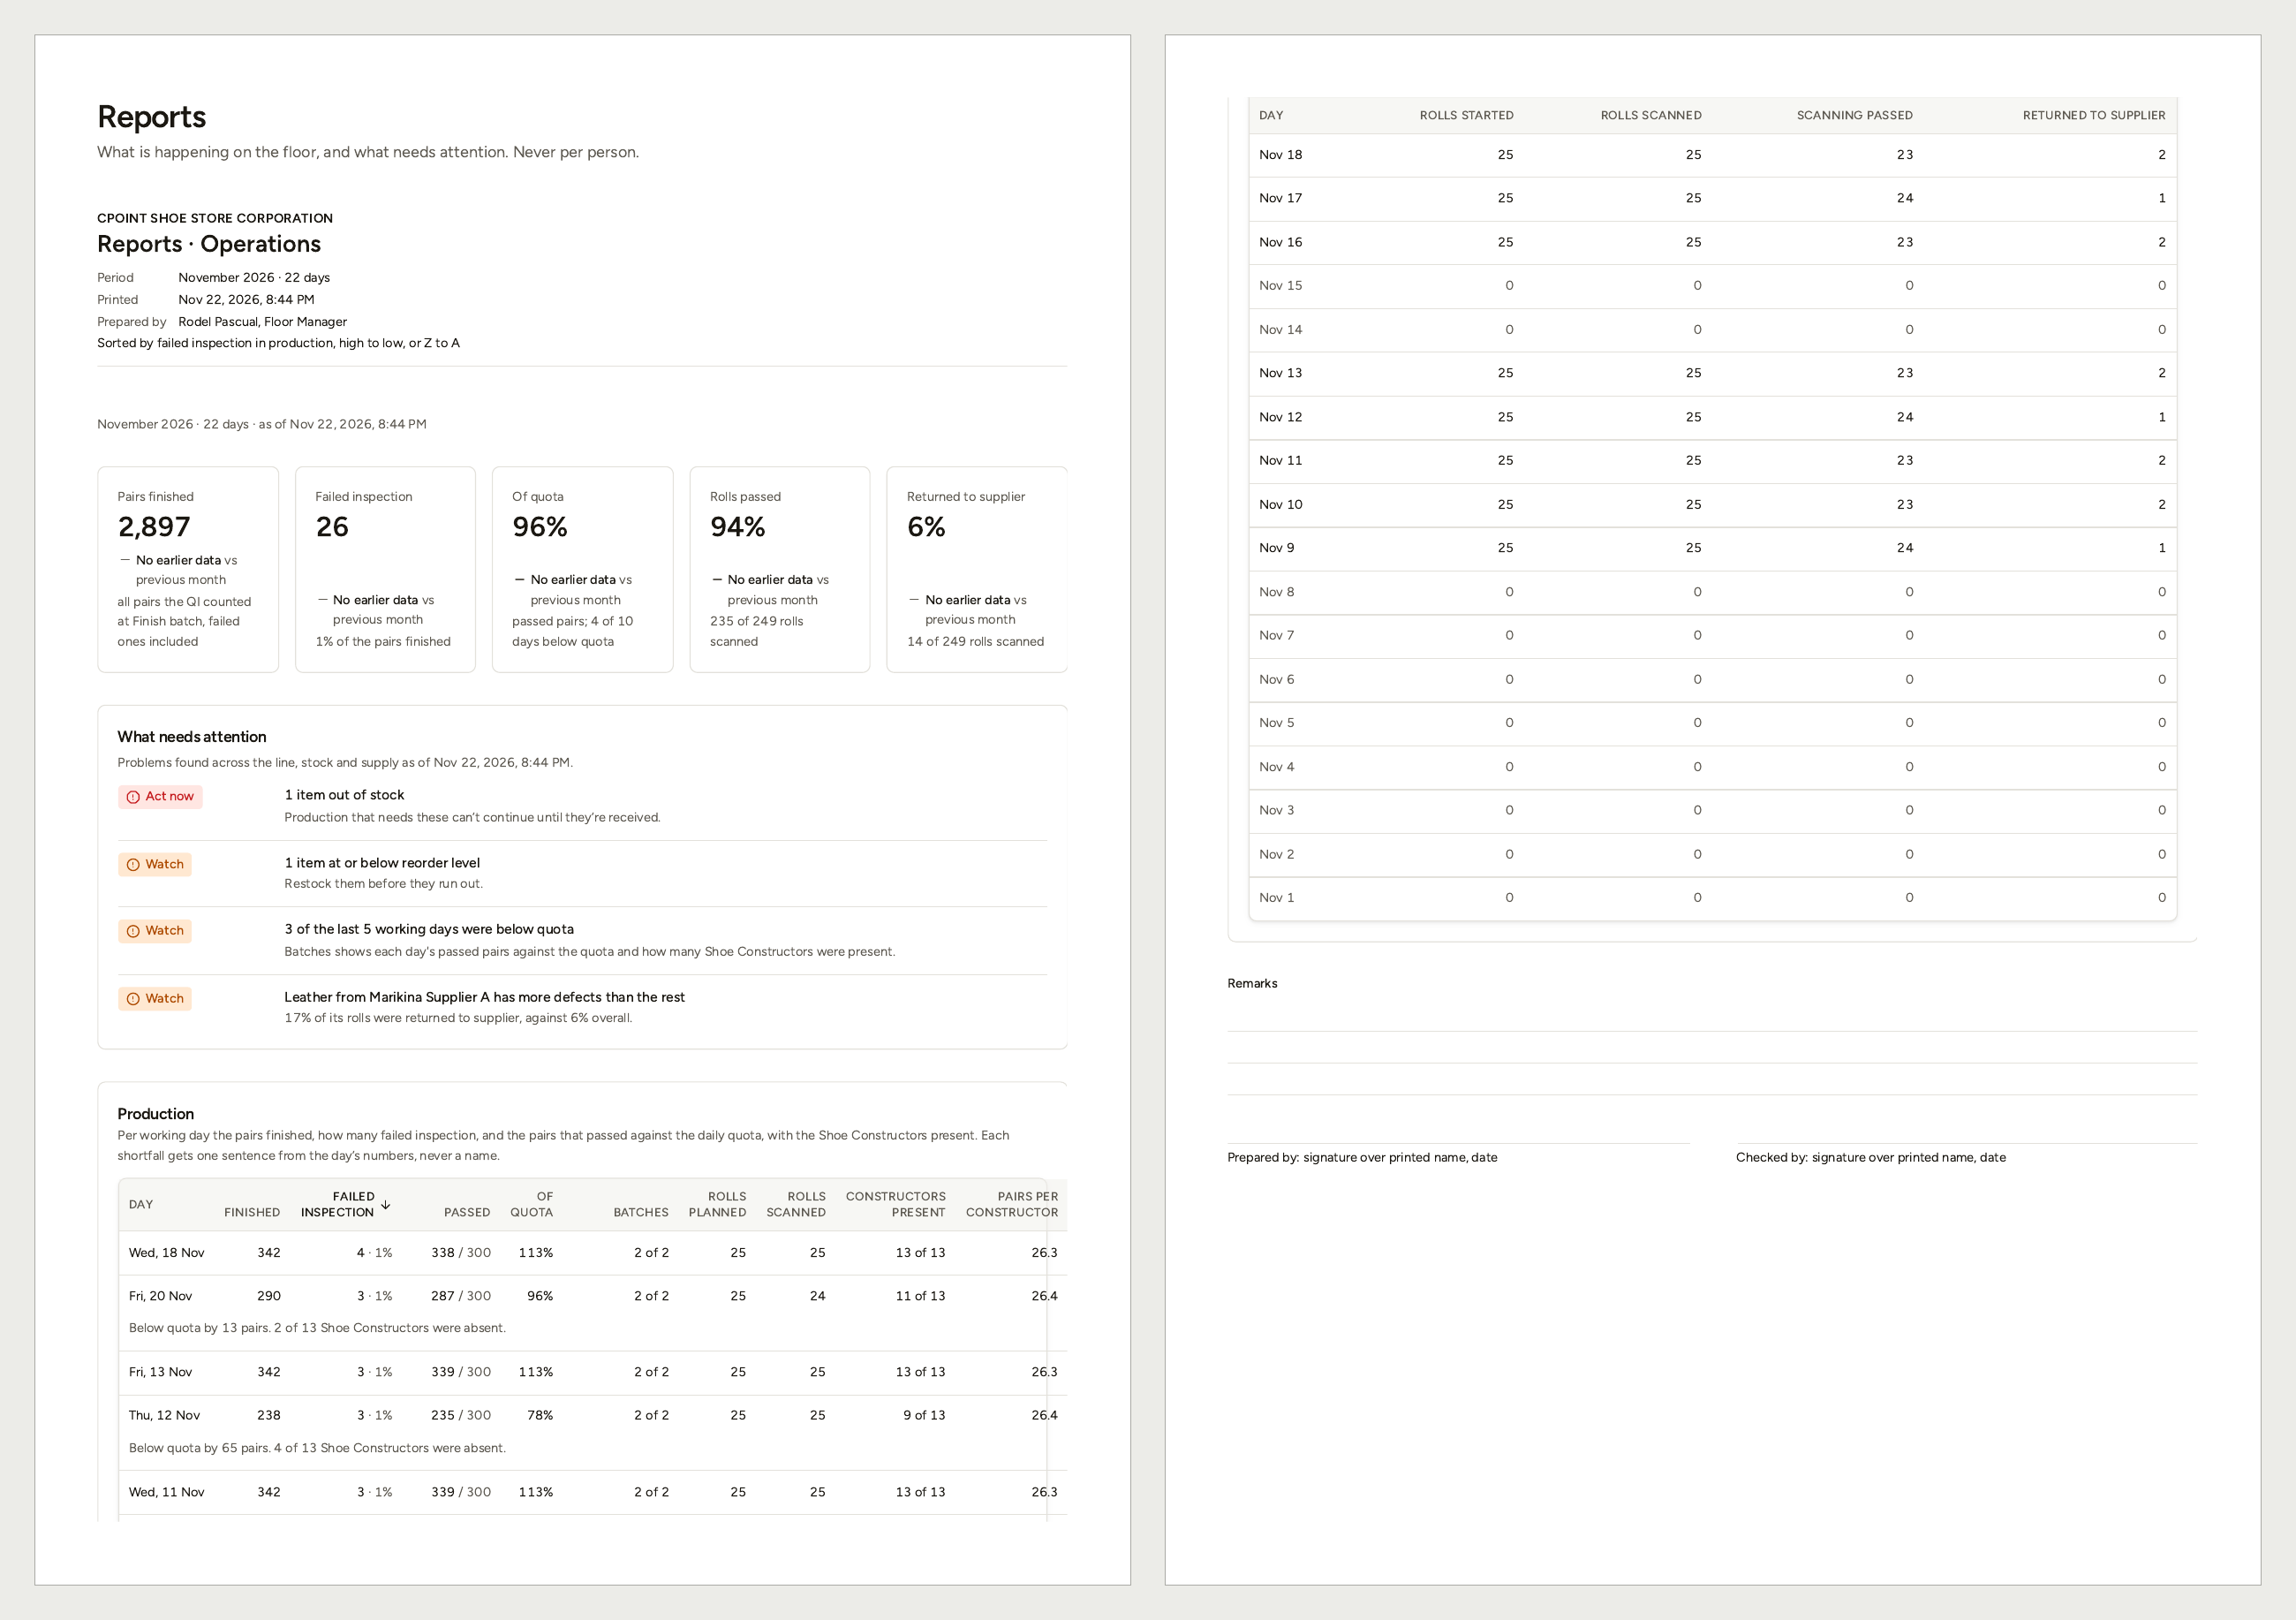 Reports
What is happening on the floor, and what needs attention. Never per person.
CPOINT SHOE STORE CORPORATION
Reports · Operations
Period November 2026 · 22 days
Printed Nov 22, 2026, 8:44 PM
Prepared by Rodel Pascual, Floor Manager
Sorted by failed inspection in production, high to low, or Z to A
November 2026 · 22 days · as of Nov 22, 2026, 8:44 PM
Pairs finished
2,897
— No earlier data vs
previous month
all pairs the QI counted
at Finish batch, failed
ones included
Failed inspection
26
— No earlier data vs
previous month
1% of the pairs finished
Of quota
96%
— No earlier data vs
previous month
passed pairs; 4 of 10
days below quota
Rolls passed
94%
— No earlier data vs
previous month
235 of 249 rolls
scanned
Returned to supplier
6%
— No earlier data vs
previous month
14 of 249 rolls scanned
What needs attention
Problems found across the line, stock and supply as of Nov 22, 2026, 8:44 PM.
Act now
1 item out of stock
Production that needs these can’t continue until they’re received.
Watch
1 item at or below reorder level
Restock them before they run out.
Watch
3 of the last 5 working days were below quota
Batches shows each day's passed pairs against the quota and how many Shoe Constructors were present.
Watch
Leather from Marikina Supplier A has more defects than the rest
17% of its rolls were returned to supplier, against 6% overall.
Production
Per working day the pairs finished, how many failed inspection, and the pairs that passed against the daily quota, with the Shoe Constructors present. Each
shortfall gets one sentence from the day’s numbers, never a name.
DAY FINISHED FAILED INSPECTION ↓ PASSED OF QUOTA BATCHES ROLLS PLANNED ROLLS SCANNED CONSTRUCTORS PRESENT PAIRS PER CONSTRUCTOR
Wed, 18 Nov 342 4 · 1% 338 / 300 113% 2 of 2 25 25 13 of 13 26.3
Fri, 20 Nov 290 3 · 1% 287 / 300 96% 2 of 2 25 24 11 of 13 26.4
Below quota by 13 pairs. 2 of 13 Shoe Constructors were absent.
Fri, 13 Nov 342 3 · 1% 339 / 300 113% 2 of 2 25 25 13 of 13 26.3
Thu, 12 Nov 238 3 · 1% 235 / 300 78% 2 of 2 25 25 9 of 13 26.4
Below quota by 65 pairs. 4 of 13 Shoe Constructors were absent.
Wed, 11 Nov 342 3 · 1% 339 / 300 113% 2 of 2 25 25 13 of 13 26.3
DAY ROLLS STARTED ROLLS SCANNED SCANNING PASSED RETURNED TO SUPPLIER
Nov 18 25 25 23 2
Nov 17 25 25 24 1
Nov 16 25 25 23 2
Nov 15 0 0 0 0
Nov 14 0 0 0 0
Nov 13 25 25 23 2
Nov 12 25 25 24 1
Nov 11 25 25 23 2
Nov 10 25 25 23 2
Nov 9 25 25 24 1
Nov 8 0 0 0 0
Nov 7 0 0 0 0
Nov 6 0 0 0 0
Nov 5 0 0 0 0
Nov 4 0 0 0 0
Nov 3 0 0 0 0
Nov 2 0 0 0 0
Nov 1 0 0 0 0
Remarks
Prepared by: signature over printed name, date
Checked by: signature over printed name, date